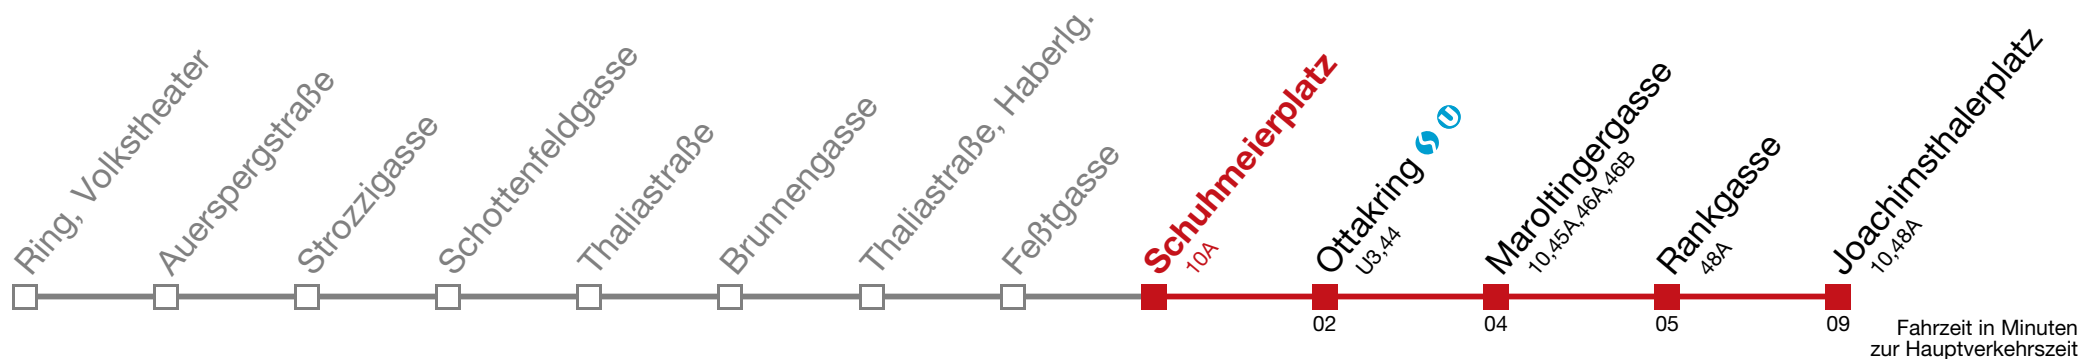 Ring, Volkstheater
Auerspergstraße
Strozzigasse
Schottenfeldgasse
Thaliastraße
Brunnengasse
Thaliastraße, Haberlg.
Feßtgasse
Schuhmeierplatz
10A
Ottakring S U
U3,44
Maroltingergasse
10,45A,46A,46B
Rankgasse
48A
Joachimsthalerplatz
10,48A
02
04
05
09
Fahrzeit in Minuten
zur Hauptverkehrszeit